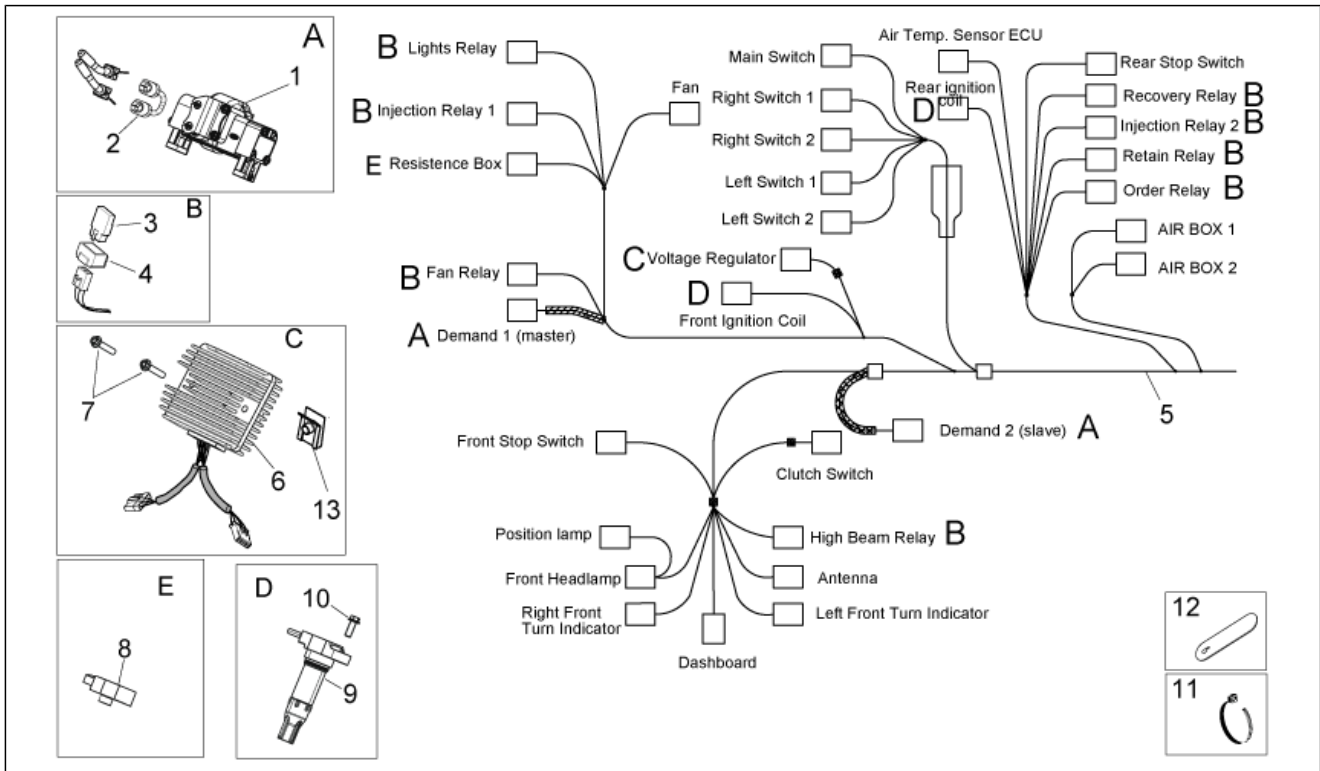 A
1
2
B
3
4
C
7
6
13
E
8
D
10
9
B Lights Relay
B Injection Relay 1
E Resistence Box
Fan
B Fan Relay
A Demand 1 (master)
Main Switch
Right Switch 1
Right Switch 2
Left Switch 1
Left Switch 2
C Voltage Regulator
D
Front Ignition Coil
Air Temp. Sensor ECU
Rear ignition
D coil
Rear Stop Switch
Recovery Relay B
Injection Relay 2 B
Retain Relay B
Order Relay B
AIR BOX 1
AIR BOX 2
5
Demand 2 (slave) A
Front Stop Switch
Clutch Switch
Position lamp
Front Headlamp
Right Front
Turn Indicator
Dashboard
High Beam Relay B
Antenna
Left Front Turn Indicator
12
11